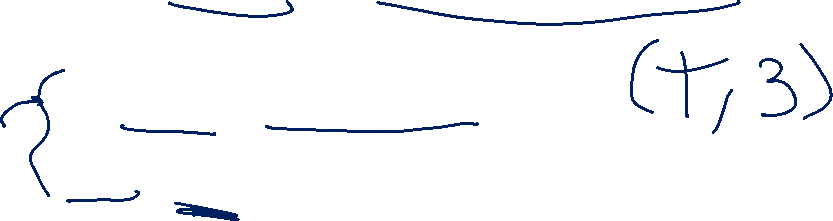 (t, 3)